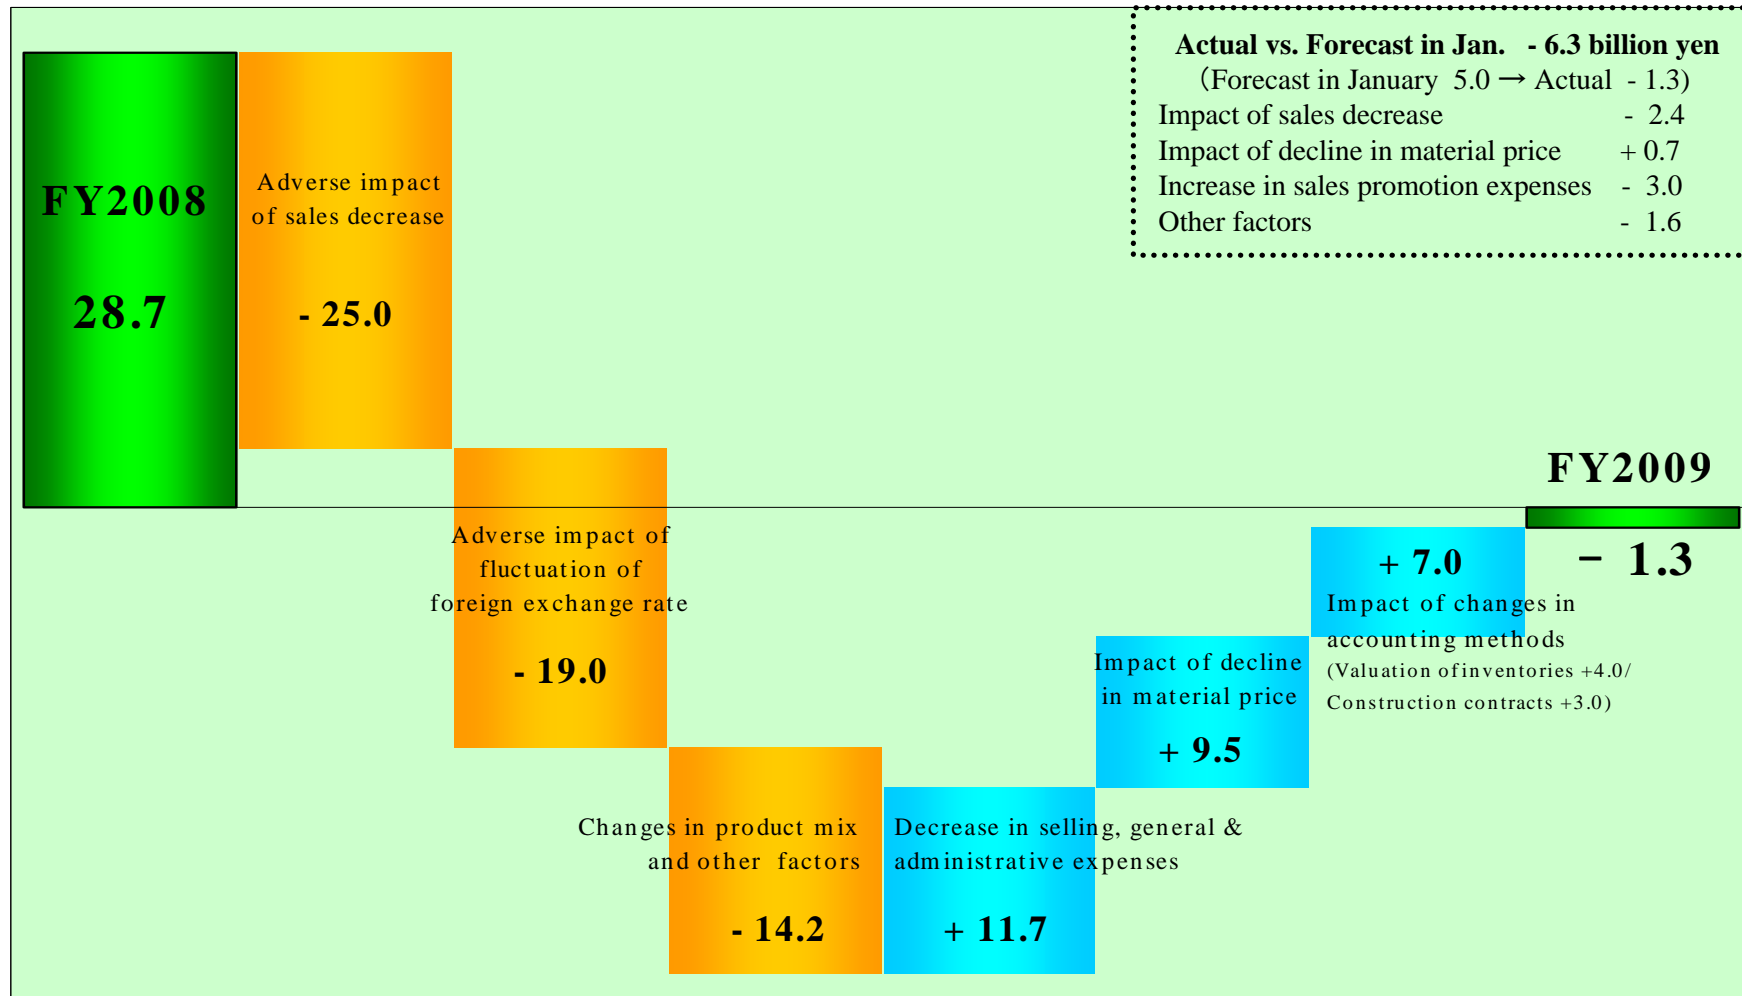 Actual vs. Forecast in Jan. - 6.3 billion yen
（Forecast in January 5.0 → Actual - 1.3)
Impact of sales decrease - 2.4
Impact of decline in material price + 0.7
Increase in sales promotion expenses - 3.0
Other factors - 1.6
FY2008
28.7
Adverse impact
of sales decrease
- 25.0
Adverse impact of
fluctuation of
foreign exchange rate
- 19.0
Changes in product mix
and other factors
- 14.2
Decrease in selling, general &
administrative expenses
+ 11.7
Impact of decline
in material price
+ 9.5
+ 7.0
Impact of changes in
accounting methods
(Valuation of inventories +4.0/
Construction contracts +3.0)
FY2009
− 1.3